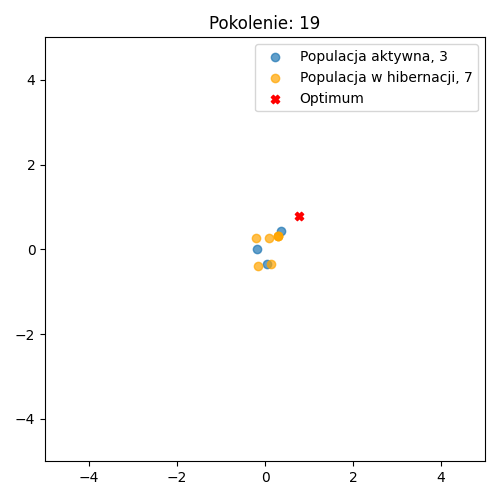 Pokolenie: 19
Populacja aktywna, 3
Populacja w hibernacji, 7
Optimum
4
2
0
−2
−4
−4 −2 0 2 4